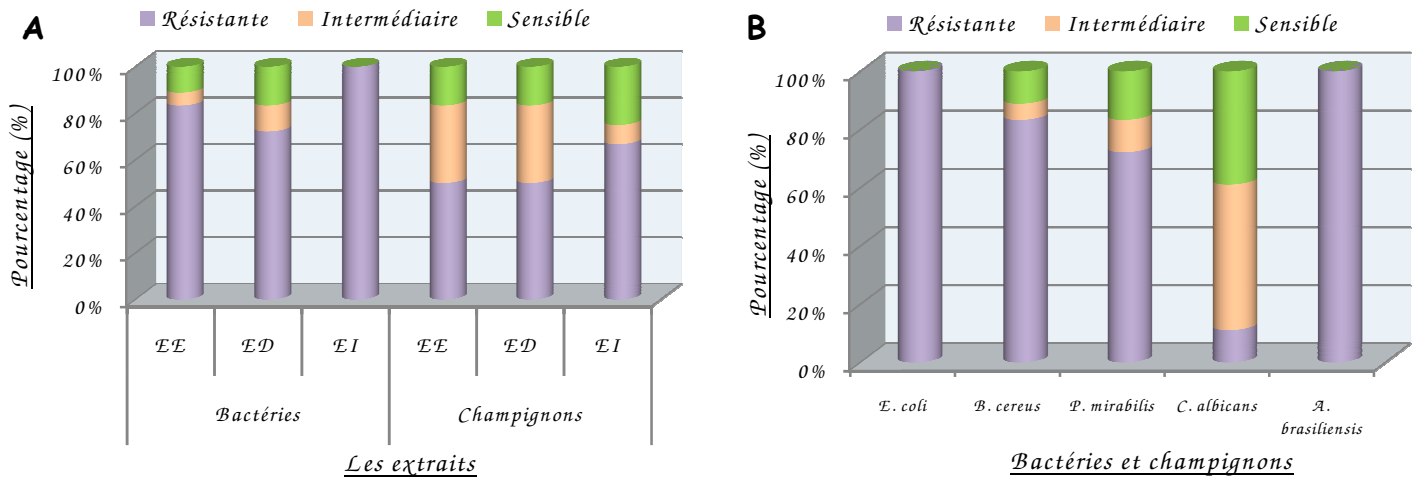 A
Résistante Intermédiaire Sensible
Pourcentage (%)
100%
80%
60%
40%
20%
0%
EE ED EI EE ED EI
Bactéries Champignons
Les extraits
B
Résistante Intermédiaire Sensible
Pourcentage (%)
100%
80%
60%
40%
20%
0%
E. coli B. cereus P. mirabilis C. albicans A.
brasiliensis
Bactéries et champignons